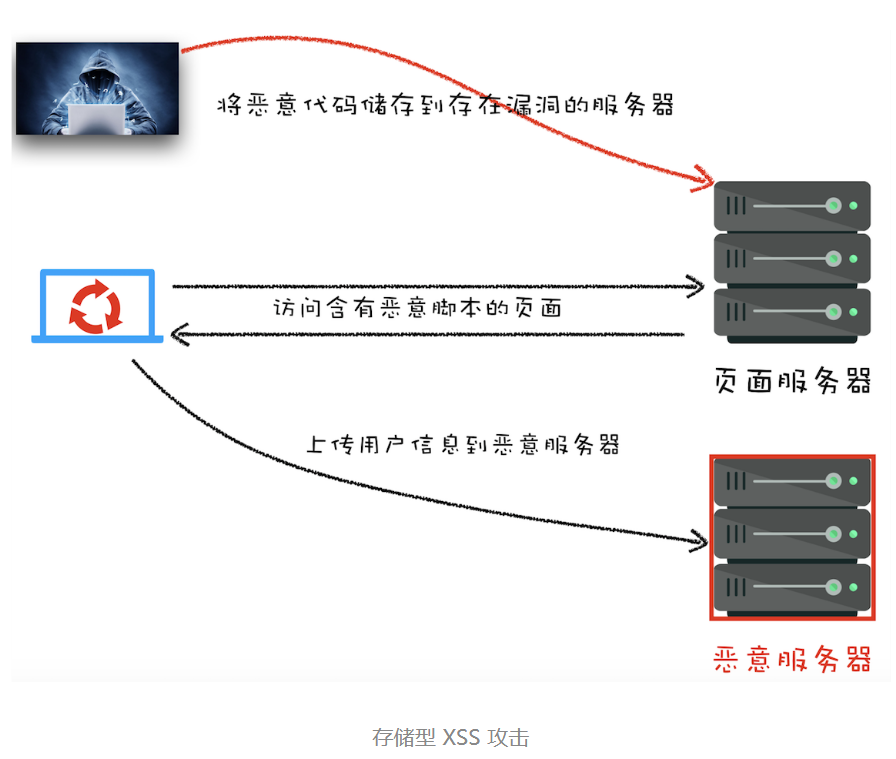 将恶意代码储存到存在漏洞的服务器
访问含有恶意脚本的页面
页面服务器
上传用户信息到恶意服务器
恶意服务器
存储型 XSS 攻击